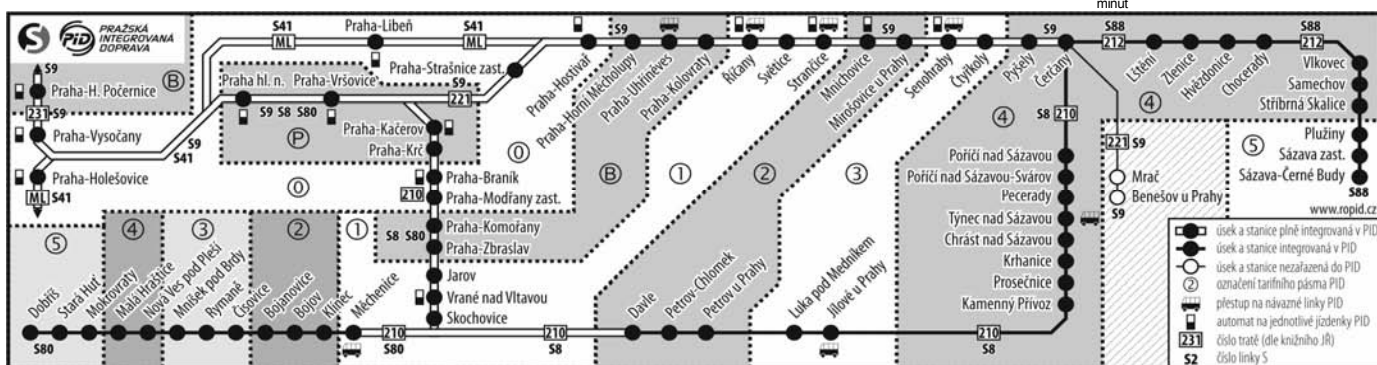 minut
S PiD PRAŽSKÁ
INTEGROVANÁ
DOPRAVA
S41
ML
Praha-Libeň
S41
ML
S9
S9
S9
S88
212
S88
212
B
S9
Praha-H. Počernice
231 S9
Praha-Vysočany
Praha-Holešovice
ML S41
S9
S41
Praha hl. n.
Praha-Vršovice
S9 S8 S80
P
0
Praha-Strašnice zast.
S9
221
Praha-Kačerov
Praha-Krč
Praha-Braník
210
Praha-Modřany zast.
S8 S80
Praha-Komořany
Praha-Zbraslav
Jarov
Vrané nad Vltavou
Skochovice
0
Praha-Hostivař
Praha-Horní Měcholupy
Praha-Uhříněves
Praha-Kolovraty
Říčany
Světice
Strančice
Mnichovice
Mirošovice u Prahy
Senohraby
Čtyřkoly
Pyšely
Čerčany
Lštění
Zlenice
Hvězdonice
Chocerady
Vlkovec
Samechov
Stříbrná Skalice
Plužiny
Sázava zast.
Sázava-Černé Budy
S88
B
1
2
3
4
4
5
S8 210
Poříčí nad Sázavou
Poříčí nad Sázavou-Svárov
Pecerady
Týnec nad Sázavou
Chrást nad Sázavou
Krhanice
Prosečnice
Kamenný Přívoz
221 S9
Mrač
Benešov u Prahy
S9
5
4
3
2
1
Dobříš
Stará Huť
Mokrovraty
Malá Hraštice
Nová Ves pod Pleší
Mníšek pod Brdy
Rymaně
Čisovice
Bojanovice
Bojov
Klínec
Měchenice
S80
210
S80
210
S8
Davle
Petrov-Chlomek
Petrov u Prahy
Luka pod Medníkem
Jílové u Prahy
210
S8
www.ropid.cz
úsek a stanice plně integrovaná v PID
úsek a stanice integrovaná v PID
úsek a stanice nezařazená do PID
2 označení tarifního pásma PID
přestup na návazné linky PID
automat na jednotlivé jízdenky PID
231 číslo tratě (dle knižního JŘ)
S2 číslo linky S